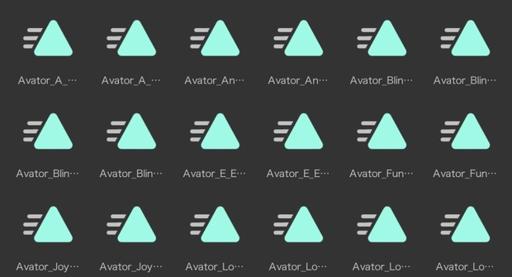 Avator_A_… Avator_A_… Avator_An… Avator_An… Avator_Blin… Avator_Blin…
Avator_Blin… Avator_Blin… Avator_E_E… Avator_E_E… Avator_Fun… Avator_Fun…
Avator_Joy… Avator_Joy… Avator_Lo… Avator_Lo… Avator_Lo… Avator_Lo…